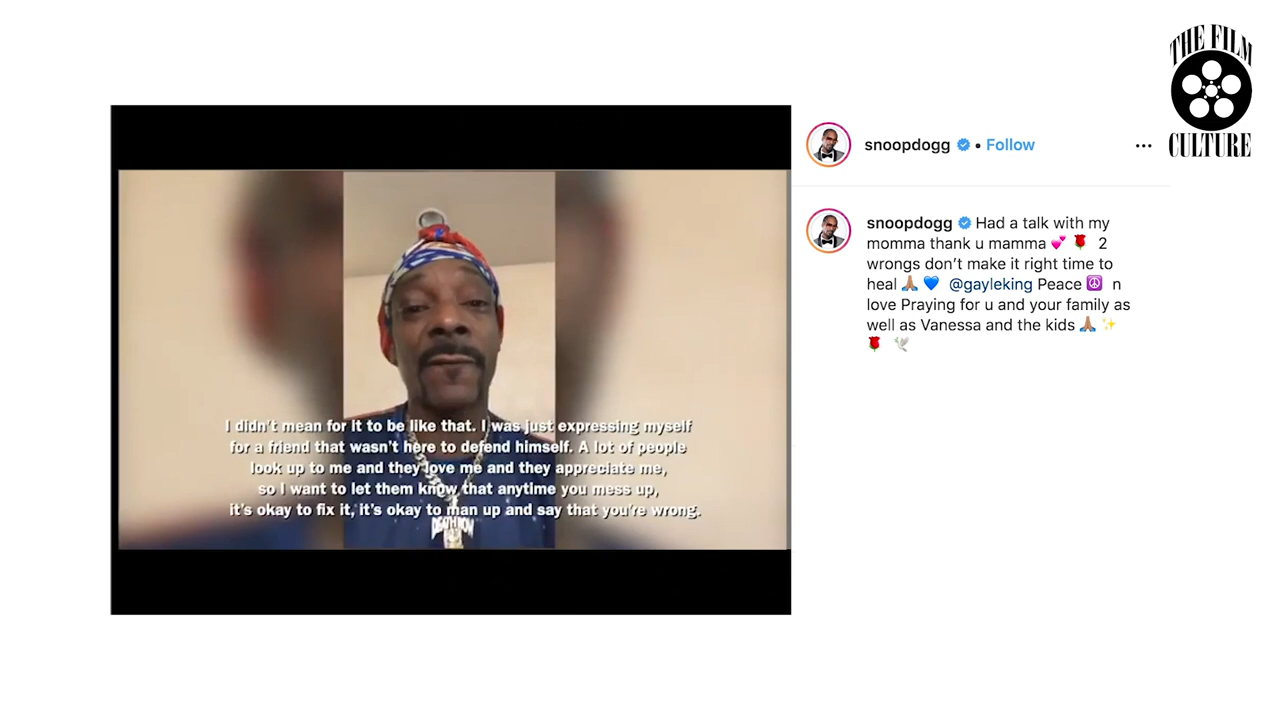 THE FILM
CULTURE
snoopdogg • Follow
snoopdogg Had a talk with my
momma thank u mamma 💕 🌹 2
wrongs don't make it right time to
heal 🙏🏽 💙 @gayleking Peace ☮️ n
love Praying for u and your family as
well as Vanessa and the kids 🙏🏽 ✨
🌹 🕊
I didn't mean for it to be like that. I was just expressing myself
for a friend that wasn't here to defend himself. A lot of people
look up to me and they love me and they appreciate me,
so I want to let them know that anytime you mess up,
it's okay to fix it, it's okay to man up and say that you're wrong.
DEATH ROW